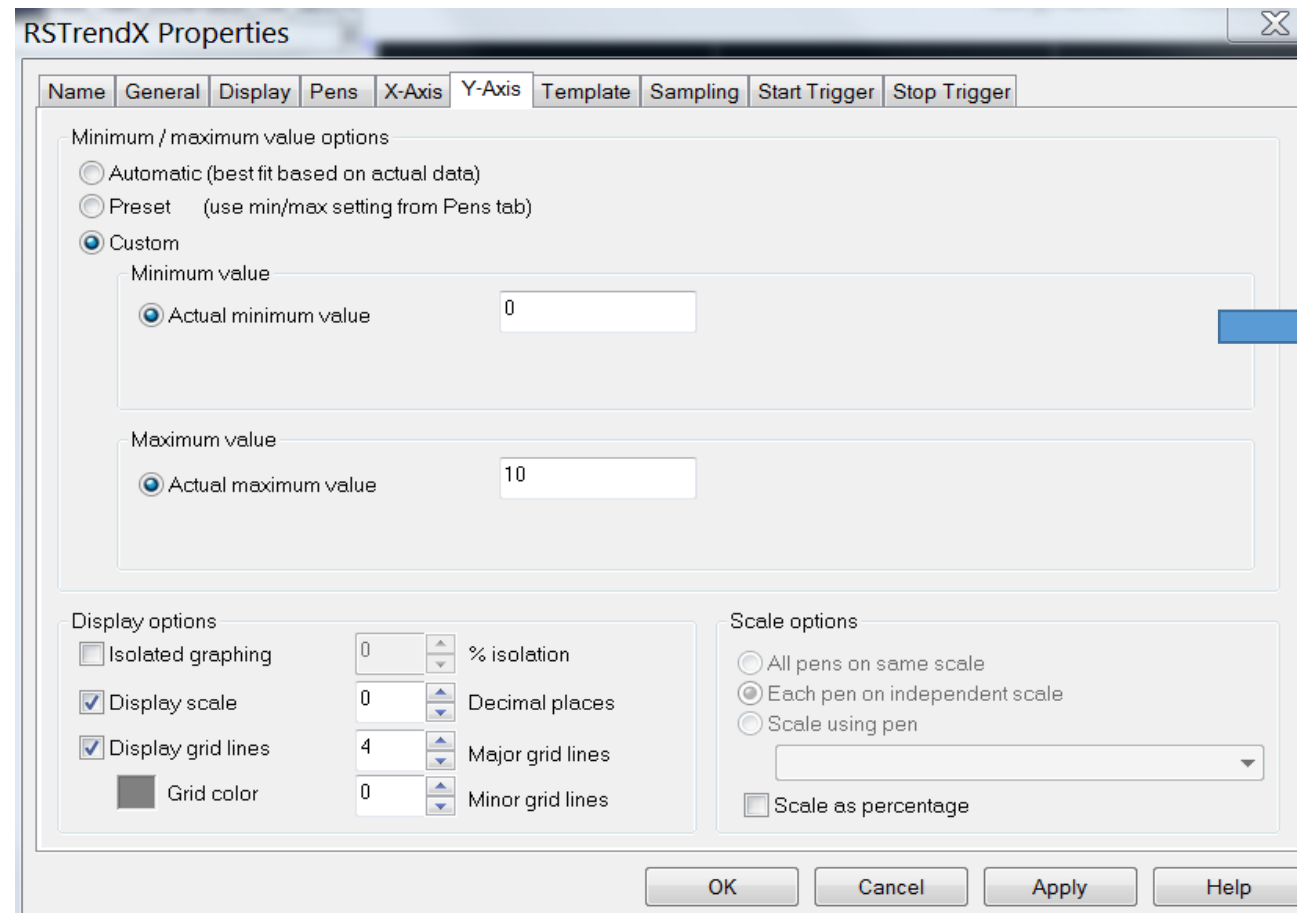 RSTrendX Properties
Name General Display Pens X-Axis Y-Axis Template Sampling Start Trigger Stop Trigger
Minimum / maximum value options
Automatic (best fit based on actual data)
Preset (use min/max setting from Pens tab)
Custom
Minimum value
Actual minimum value 0
Maximum value
Actual maximum value 10
Display options
Isolated graphing 0 % isolation
Display scale 0 Decimal places
Display grid lines 4 Major grid lines
Grid color 0 Minor grid lines
Scale options
All pens on same scale
Each pen on independent scale
Scale using pen
Scale as percentage
OK Cancel Apply Help